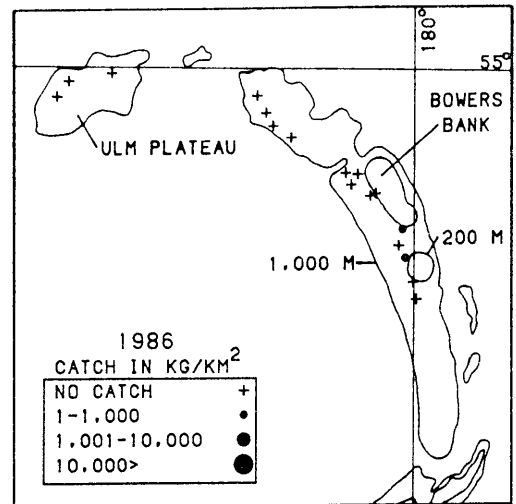 180°
55°
BOWERS
BANK
ULM PLATEAU
200 M
1,000 M
1986
CATCH IN KG/KM²
NO CATCH +
1-1,000
1,001-10,000
10,000>